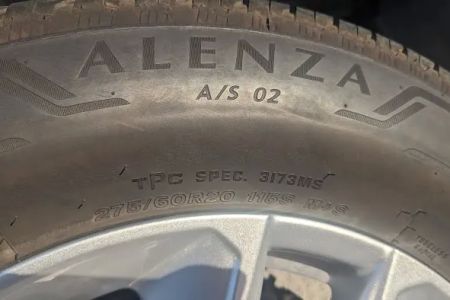 ALENZA
A/S 02
TPC SPEC. 3173MS
275/60R20 115S M+S